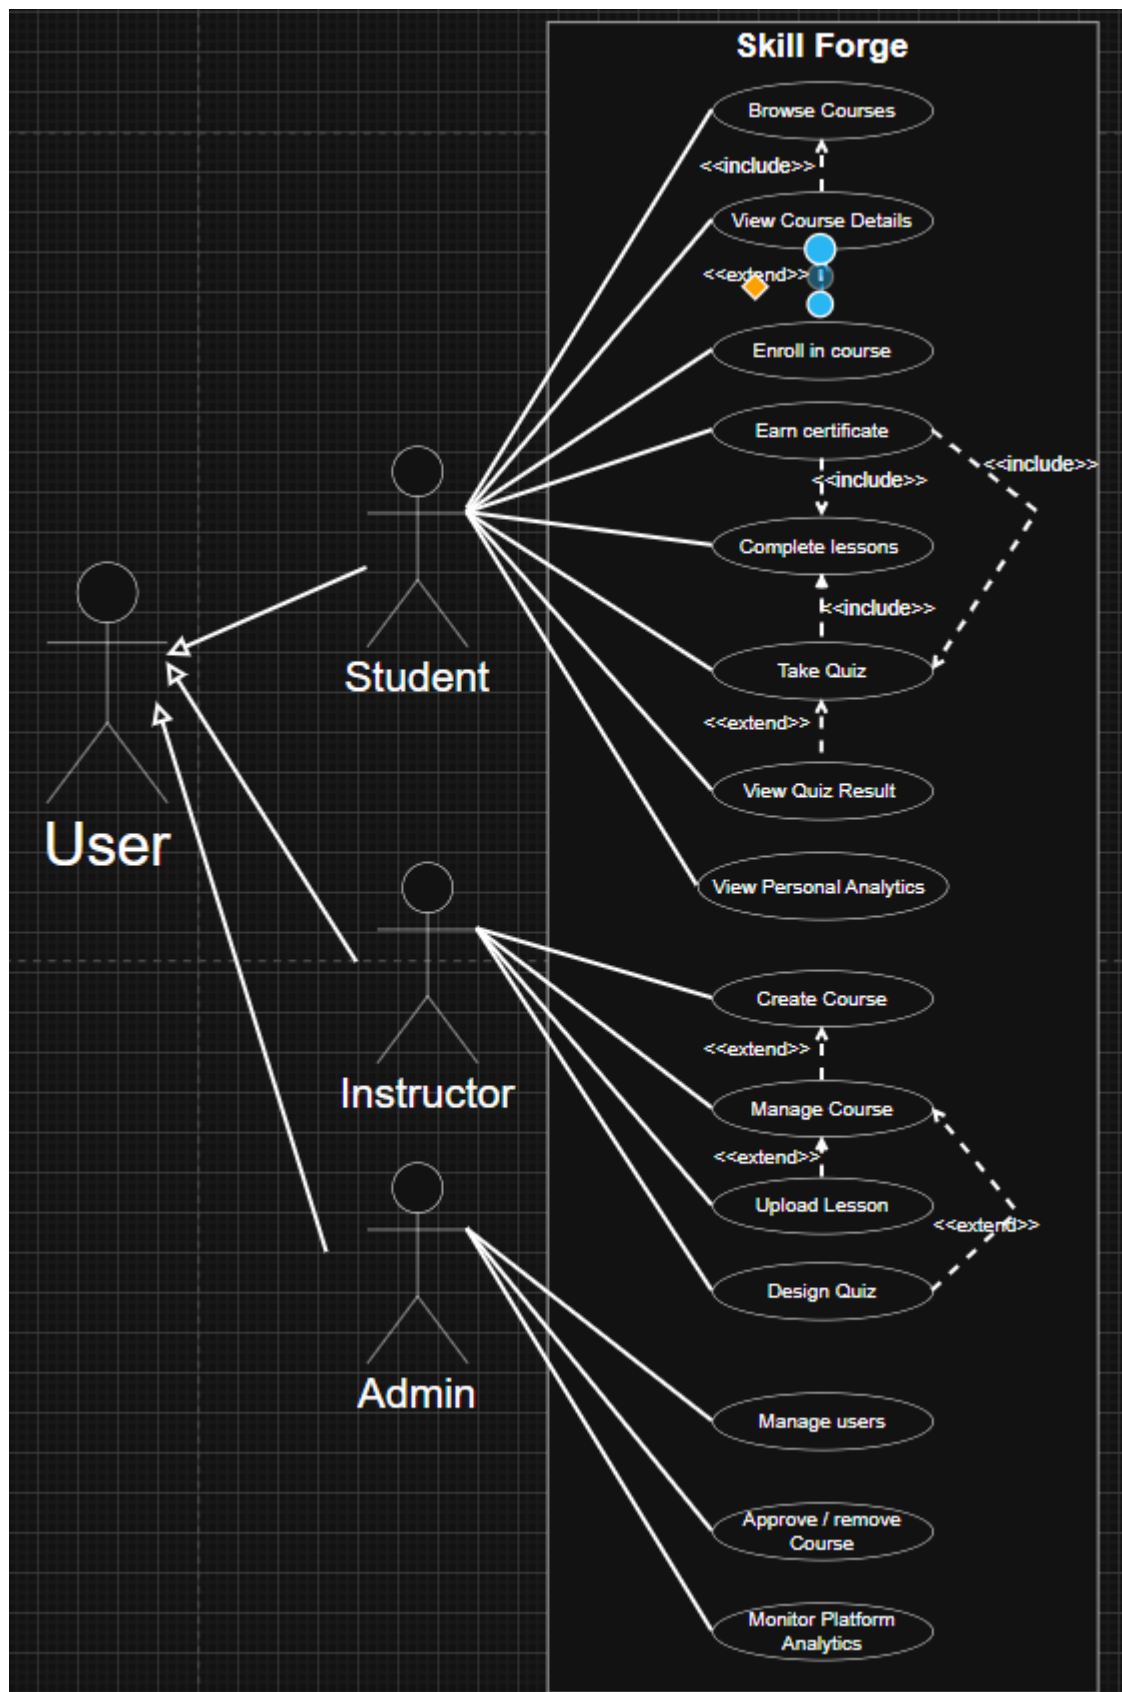 Skill Forge
Browse Courses
<<include>>
View Course Details
<<extend>>
Enroll in course
Earn certificate
<<include>>
<<include>>
Complete lessons
<<include>>
Take Quiz
<<extend>>
View Quiz Result
View Personal Analytics
Student
User
Create Course
<<extend>>
Instructor
Manage Course
<<extend>>
Upload Lesson
<<extend>>
Design Quiz
Admin
Manage users
Approve / remove
Course
Monitor Platform
Analytics